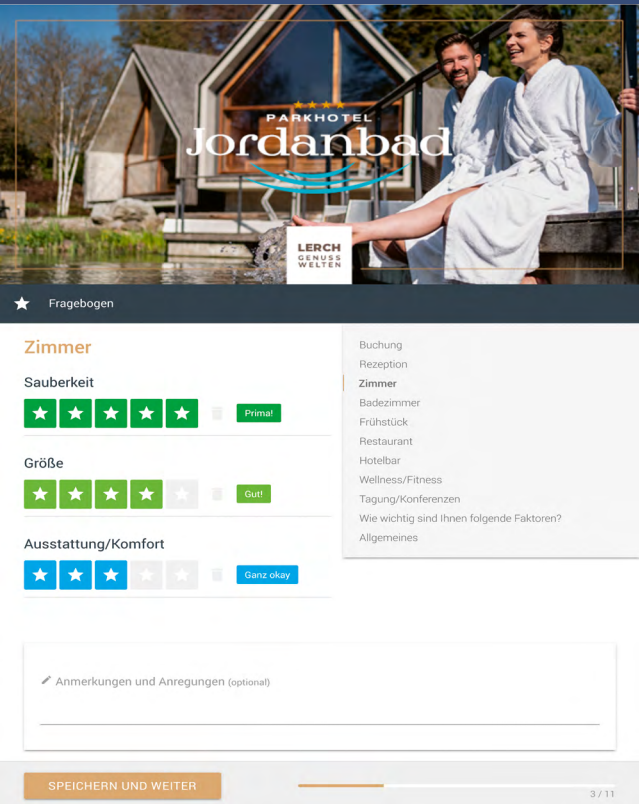 PARKHOTEL
Jordanbad
LERCH
GENUSS
WELTEN
Fragebogen
Zimmer
Sauberkeit
Prima!
Größe
Gut!
Ausstattung/Komfort
Ganz okay
Buchung
Rezeption
Zimmer
Badezimmer
Frühstück
Restaurant
Hotelbar
Wellness/Fitness
Tagung/Konferenzen
Wie wichtig sind Ihnen folgende Faktoren?
Allgemeines
Anmerkungen und Anregungen (optional)
SPEICHERN UND WEITER
3 / 11